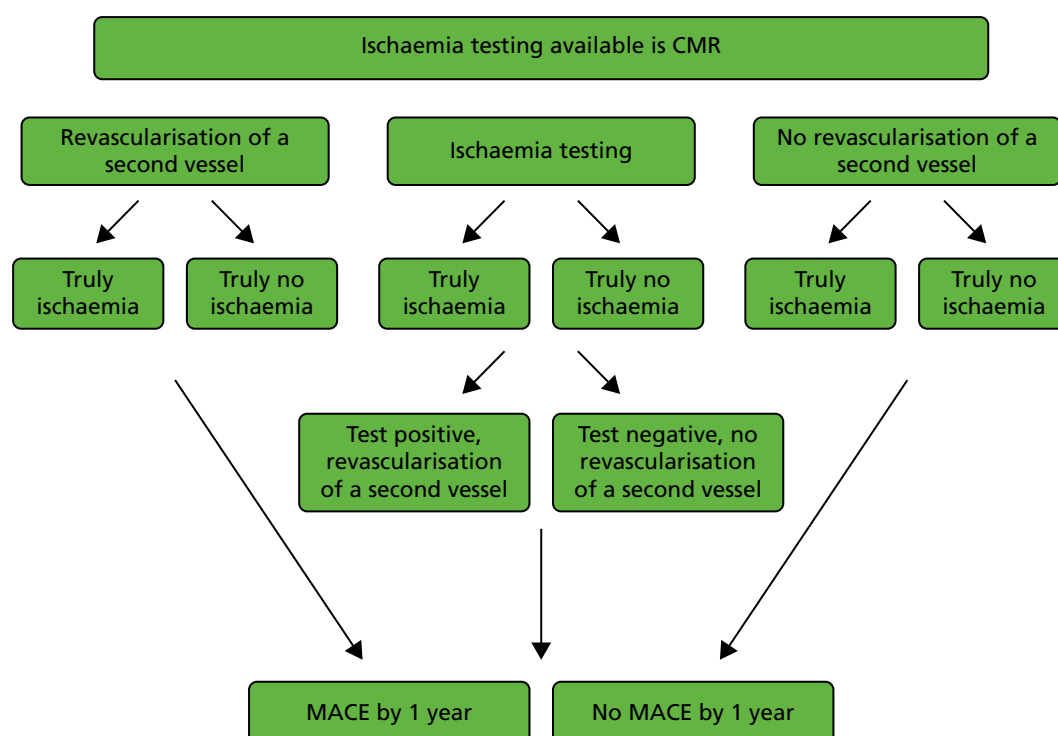 Ischaemia testing available is CMR
Revascularisation of a
second vessel
Ischaemia testing
No revascularisation of a
second vessel
Truly
ischaemia
Truly no
ischaemia
Truly
ischaemia
Truly no
ischaemia
Truly
ischaemia
Truly no
ischaemia
Test positive,
revascularisation
of a second vessel
Test negative, no
revascularisation
of a second vessel
MACE by 1 year
No MACE by 1 year